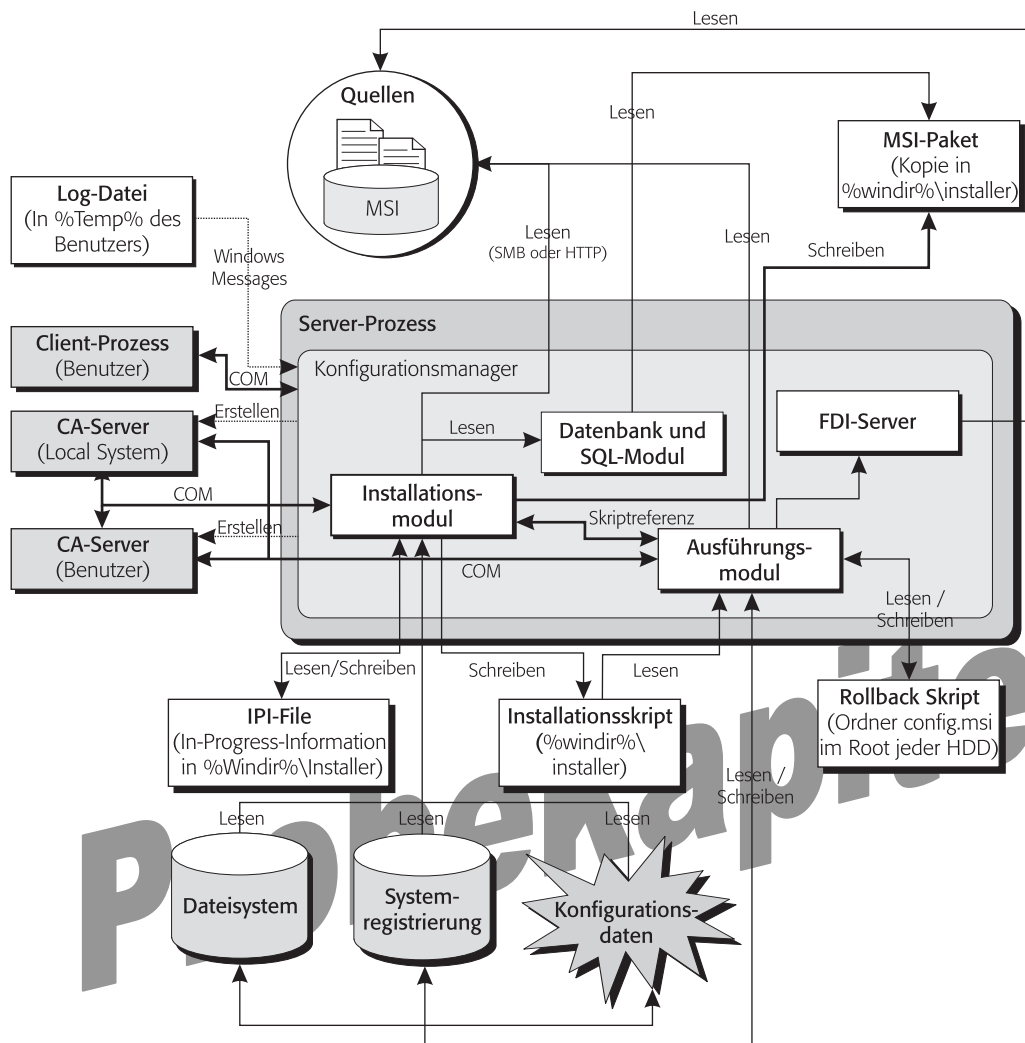 Lesen
Quellen
MSI
Lesen
MSI-Paket
(Kopie in
%windir%\installer)
Log-Datei
(In %Temp% des
Benutzers)
Windows
Messages
Lesen
(SMB oder HTTP)
Lesen
Schreiben
Server-Prozess
Konfigurationsmanager
Client-Prozess
(Benutzer)
COM
CA-Server
(Local System)
Erstellen
Lesen
Datenbank und
SQL-Modul
FDI-Server
COM
Installations-
modul
Skriptreferenz
Erstellen
CA-Server
(Benutzer)
COM
Ausführungs-
modul
Lesen /
Schreiben
Lesen/Schreiben
Schreiben
Lesen
IPI-File
(In-Progress-Information
in %Windir%\Installer)
Installationsskript
(%windir%\
installer)
Rollback Skript
(Ordner config.msi
im Root jeder HDD)
Lesen /
Schreiben
Lesen
Lesen
Lesen
Dateisystem
System-
registrierung
Konfigurations-
daten
Probekapite